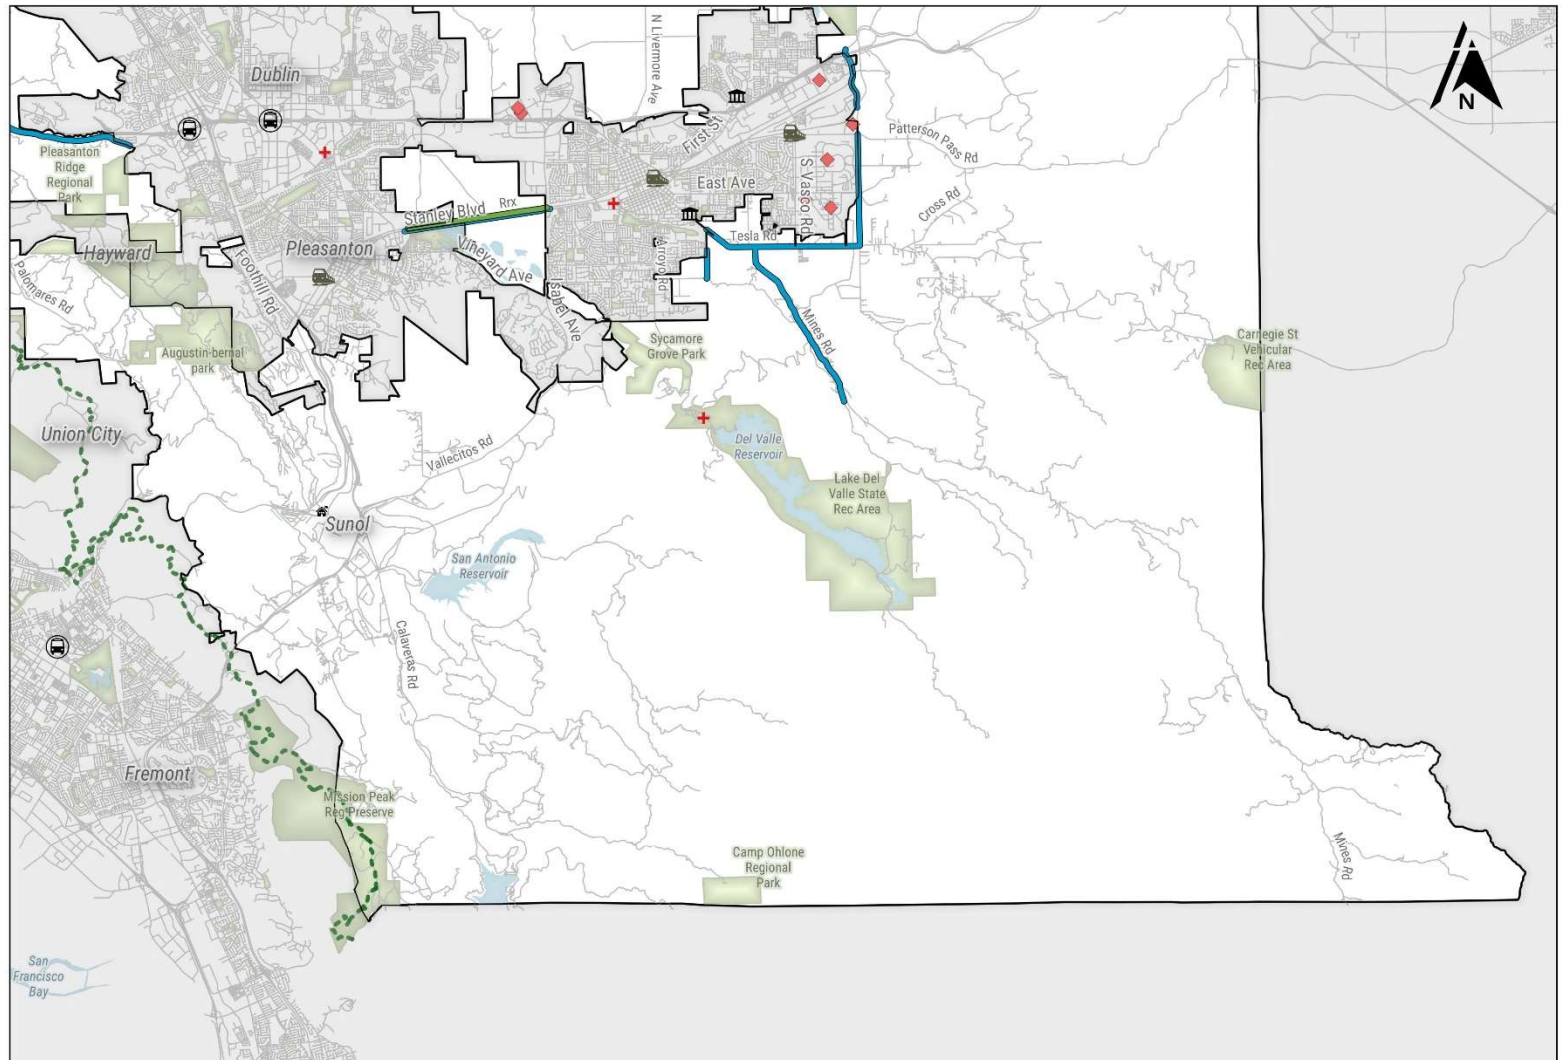 N Livermore Ave
Dublin
N
First St
Patterson Pass Rd
Pleasanton
Ridge
Regional
Park
East Ave
S Vasco Rd
Cross Rd
Stanley Blvd
Rrx
Tesla Rd
Hayward
Pleasanton
Vineyard Ave
Arroyo Rd
Foothill Rd
Palomares Rd
Isabel Ave
Mines Rd
Sycamore
Grove Park
Carnegie St
Vehicular
Rec Area
Augustin-bernal
park
Union City
Vallecitos Rd
Del Valle
Reservoir
Lake Del
Valle State
Rec Area
Sunol
San Antonio
Reservoir
Calaveras Rd
Fremont
Mission Peak
Reg Preserve
Camp Ohlone
Regional
Park
Mines Rd
San
Francisco
Bay